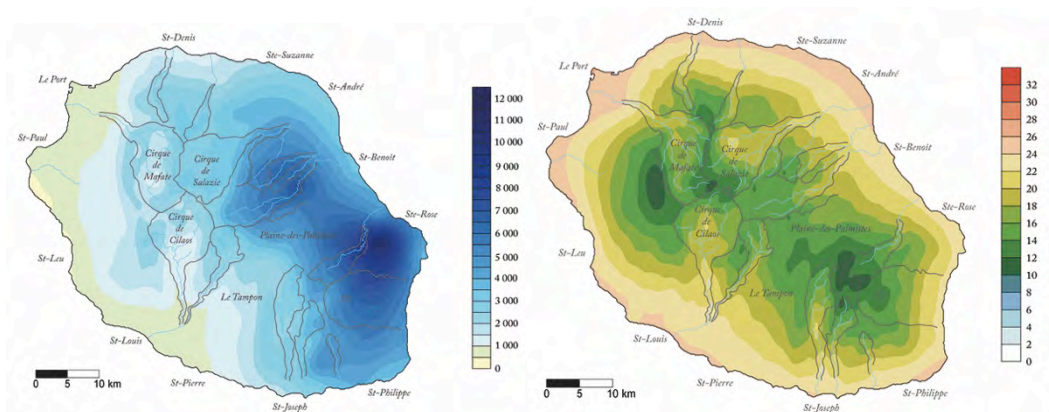 St-Denis
Ste-Suzanne
Le Port
St-André
St-Paul
Cirque
de
Mafate
Cirque
de
Salazie
St-Benoit
Cirque
de
Cilaos
Plaine-des-Palmistes
Ste-Rose
St-Leu
Le Tampon
St-Louis
St-Pierre
St-Philippe
St-Joseph
0 5 10 km
12 000
11 000
10 000
9 000
8 000
7 000
6 000
5 000
4 000
3 000
2 000
1 000
0
St-Denis
Ste-Suzanne
Le Port
St-André
St-Paul
Cirque
de
Mafate
Cirque
de
Salazie
St-Benoit
Cirque
de
Cilaos
Plaine-des-Palmistes
Ste-Rose
St-Leu
Le Tampon
St-Louis
St-Pierre
St-Philippe
St-Joseph
0 5 10 km
32
30
28
26
24
22
20
18
16
14
12
10
8
6
4
2
0